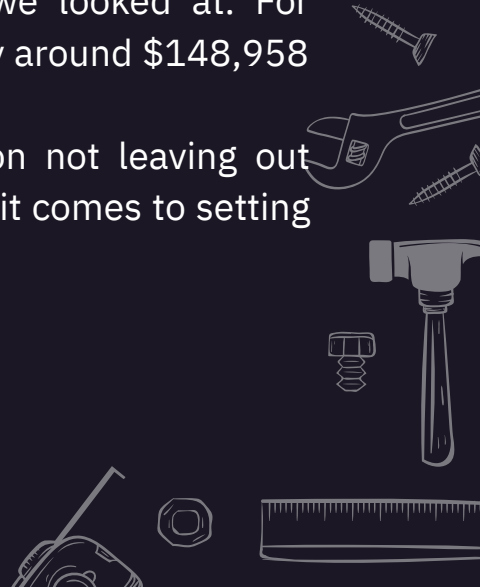 we looked at. For
around $148,958
on not leaving out
it comes to setting